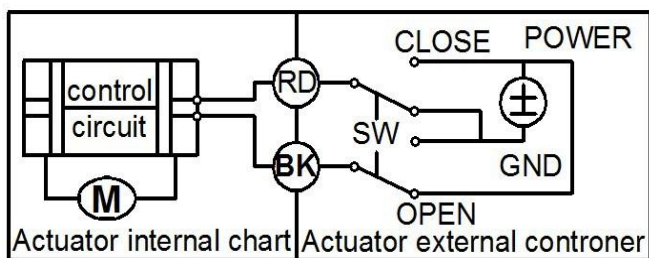 control
circuit
M
Actuator internal chart
RD
BK
CLOSE
POWER
SW
±
GND
OPEN
Actuator external controner